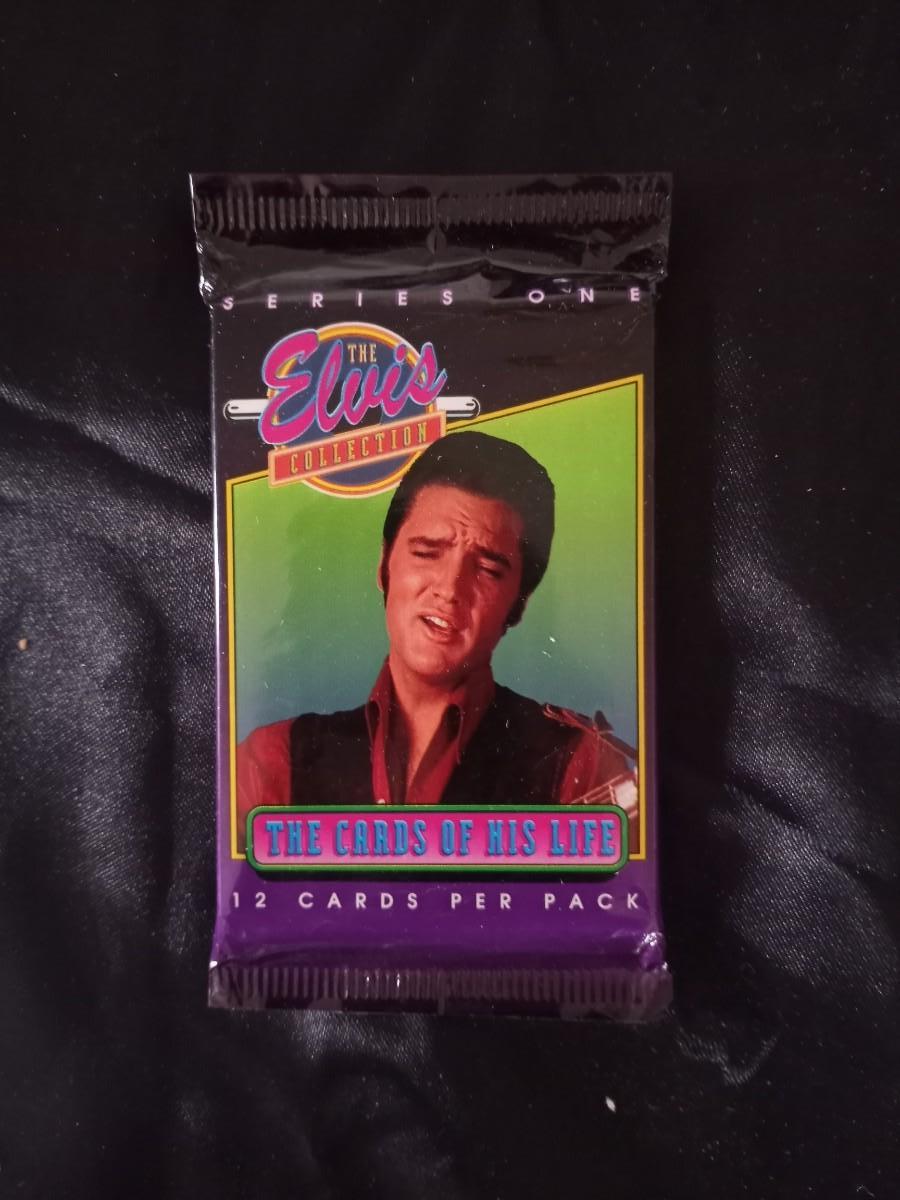 SERIES ONE
THE
Elvis
COLLECTION
THE CARDS OF HIS LIFE
12 CARDS PER PACK